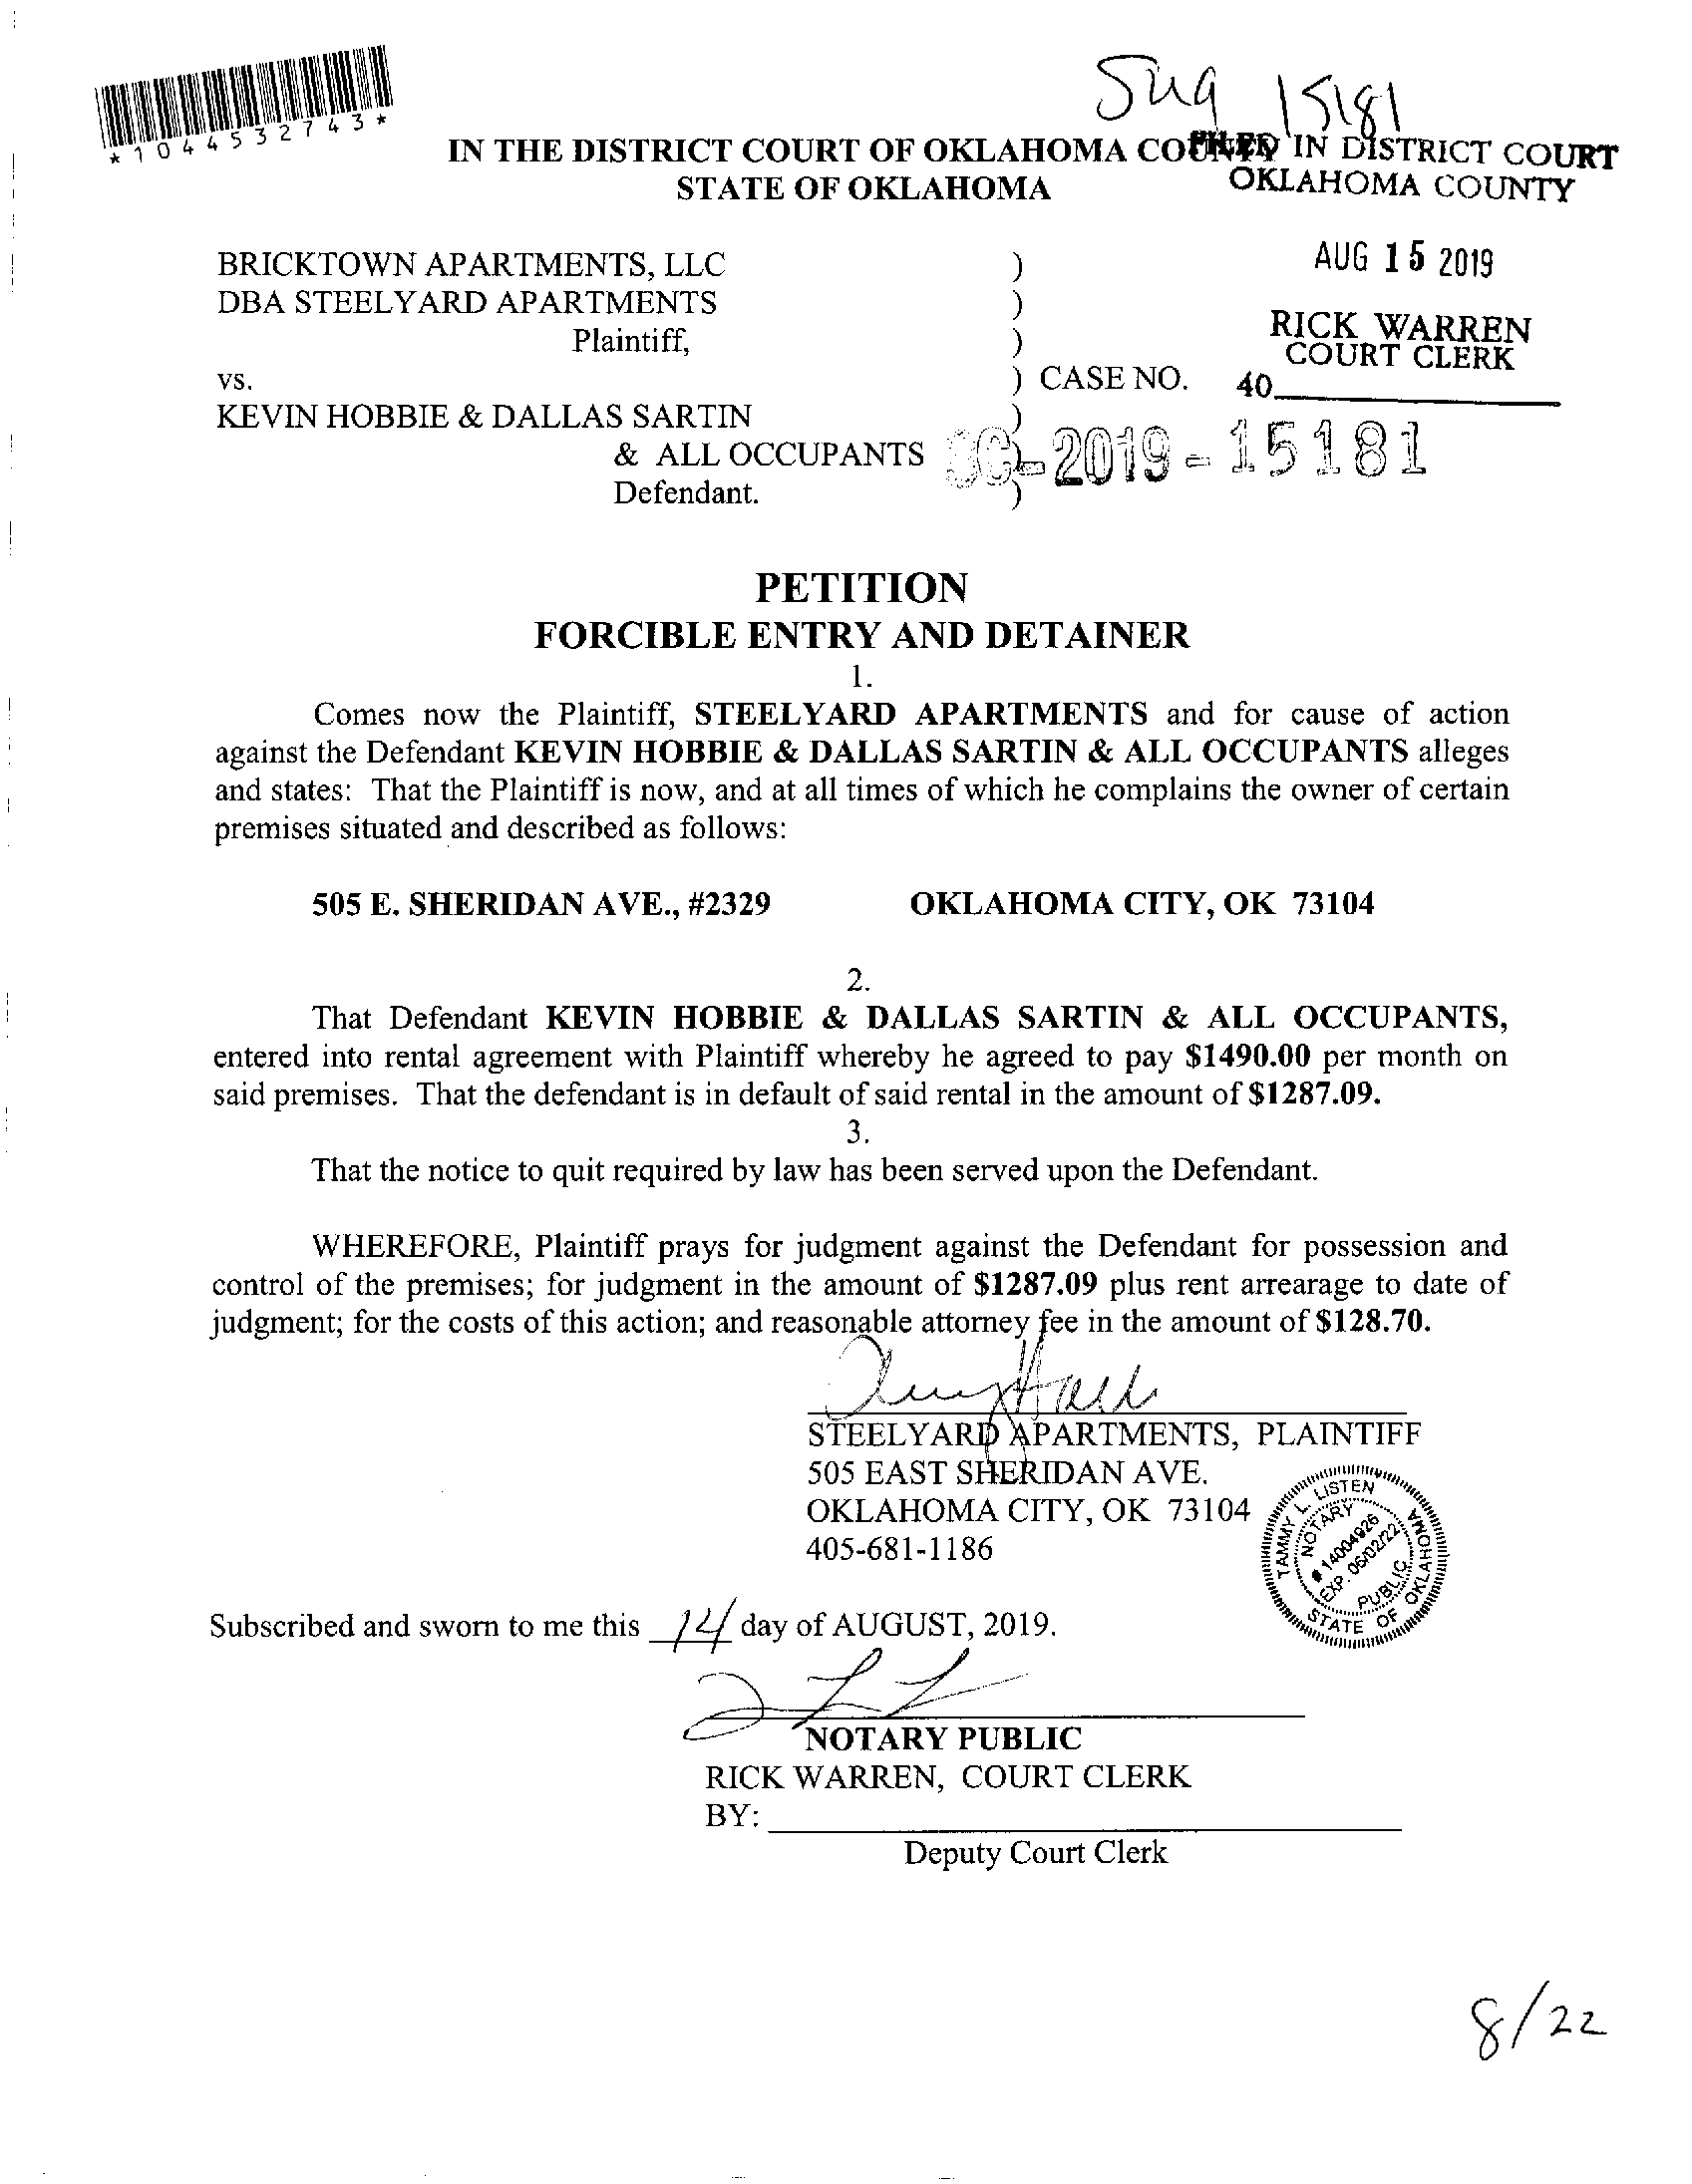 *1044532743*
Sug 15181
IN THE DISTRICT COURT OF OKLAHOMA
STATE OF OKLAHOMA
FILED IN DISTRICT COURT
OKLAHOMA COUNTY
AUG 15 2019
RICK WARREN
COURT CLERK
40
BRICKTOWN APARTMENTS, LLC )
DBA STEELYARD APARTMENTS )
Plaintiff, )
vs. ) CASE NO.
KEVIN HOBBIE & DALLAS SARTIN )
& ALL OCCUPANTS )
Defendant. )
-2019-15181
PETITION
FORCIBLE ENTRY AND DETAINER
1.
Comes now the Plaintiff, STEELYARD APARTMENTS and for cause of action
against the Defendant KEVIN HOBBIE & DALLAS SARTIN & ALL OCCUPANTS alleges
and states: That the Plaintiff is now, and at all times of which he complains the owner of certain
premises situated and described as follows:
505 E. SHERIDAN AVE., #2329 OKLAHOMA CITY, OK 73104
2.
That Defendant KEVIN HOBBIE & DALLAS SARTIN & ALL OCCUPANTS,
entered into rental agreement with Plaintiff whereby he agreed to pay $1490.00 per month on
said premises. That the defendant is in default of said rental in the amount of $1287.09.
3.
That the notice to quit required by law has been served upon the Defendant.
WHEREFORE, Plaintiff prays for judgment against the Defendant for possession and
control of the premises; for judgment in the amount of $1287.09 plus rent arrearage to date of
judgment; for the costs of this action; and reasonable attorney fee in the amount of $128.70.
STEELYARD APARTMENTS, PLAINTIFF
505 EAST SHERIDAN AVE.
OKLAHOMA CITY, OK 73104
405-681-1186
TAMMY L. LISTEN
NOTARY
# 14004926
EXP. 06/02/22
PUBLIC
STATE OF OKLAHOMA
Subscribed and sworn to me this 14 day of AUGUST, 2019.
NOTARY PUBLIC
RICK WARREN, COURT CLERK
BY:
Deputy Court Clerk
8/22